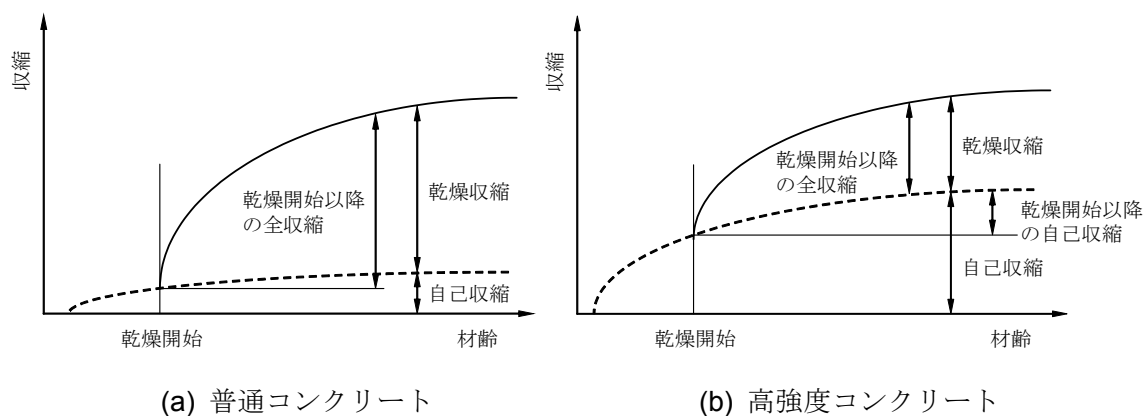 収縮
乾燥開始以降
の全収縮
乾燥収縮
自己収縮
乾燥開始
材齢
(a) 普通コンクリート
収縮
乾燥開始以降
の全収縮
乾燥収縮
乾燥開始以降
の自己収縮
自己収縮
乾燥開始
材齢
(b) 高強度コンクリート